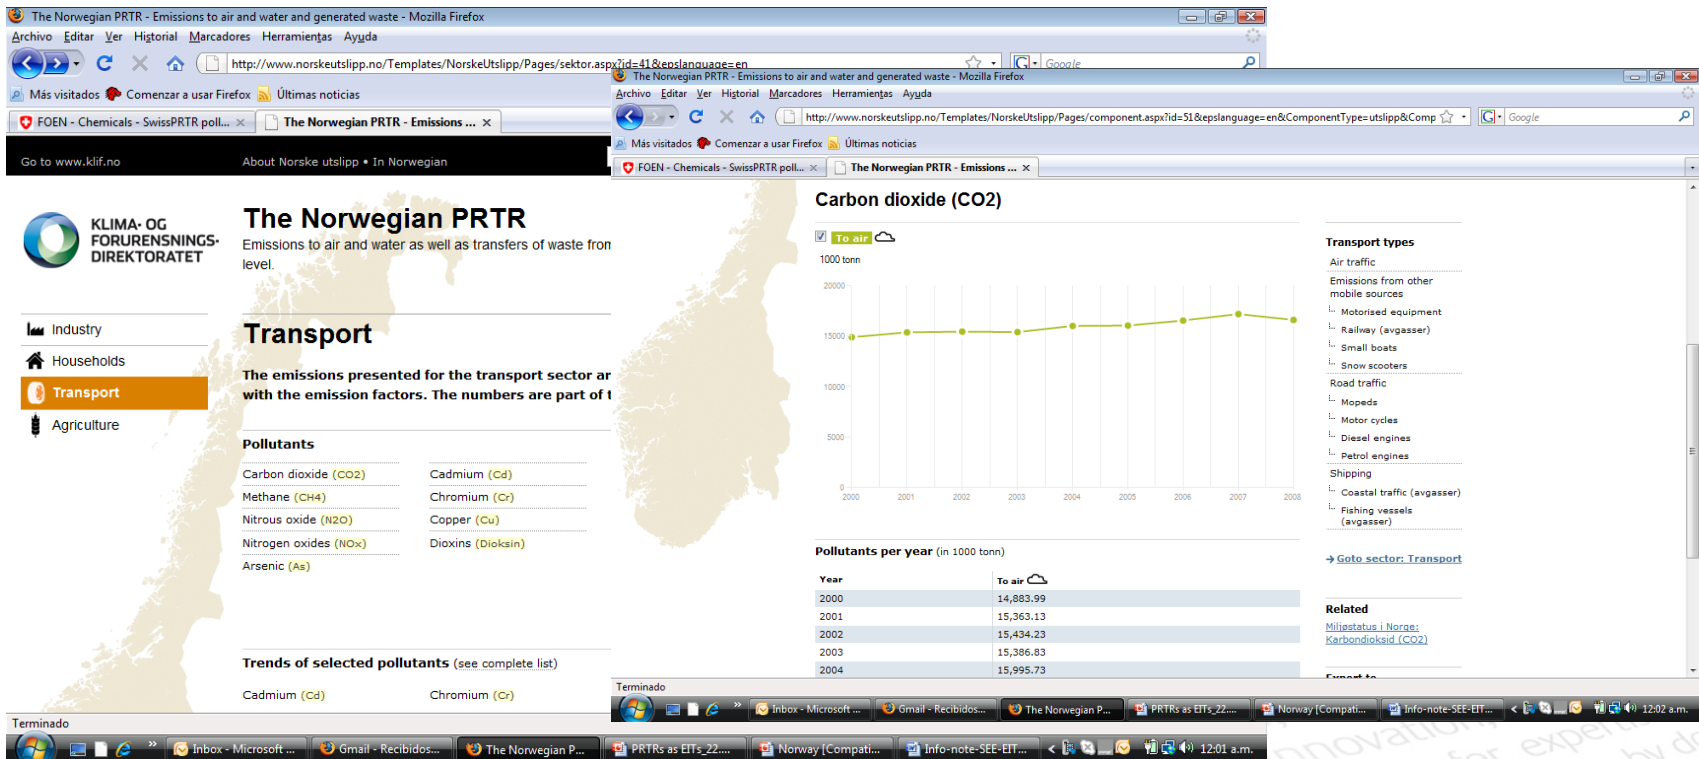 The Norwegian PRTR - Emissions to air and water and generated waste - Mozilla Firefox
Archivo Editar Ver Historial Marcadores Herramientas Ayuda
http://www.norskeutslipp.no/Templates/NorskeUtslipp/Pages/sektor.aspx?id=41&epslanguage=en
Google
Más visitados Comenzar a usar Firefox Últimas noticias
FOEN - Chemicals - SwissPRTR poll...
The Norwegian PRTR - Emissions ...
Go to www.klif.no
About Norske utslipp • In Norwegian
KLIMA- OG
FORURENSNINGS-
DIREKTORATET
The Norwegian PRTR
Emissions to air and water as well as transfers of waste from
level.
Industry
Households
Transport
Agriculture
Transport
The emissions presented for the transport sector ar
with the emission factors. The numbers are part of t
Pollutants
Carbon dioxide (CO2)
Cadmium (Cd)
Methane (CH4)
Chromium (Cr)
Nitrous oxide (N2O)
Copper (Cu)
Nitrogen oxides (NOx)
Dioxins (Dioksin)
Arsenic (As)
Trends of selected pollutants (see complete list)
Cadmium (Cd)
Chromium (Cr)
Terminado
Inbox - Microsoft ...
Gmail - Recibidos...
The Norwegian P...
PRTRs as EITs_22....
Norway [Compati...
Info-note-SEE-EIT...
12:01 a.m.
The Norwegian PRTR - Emissions to air and water and generated waste - Mozilla Firefox
Archivo Editar Ver Historial Marcadores Herramientas Ayuda
http://www.norskeutslipp.no/Templates/NorskeUtslipp/Pages/component.aspx?id=51&epslanguage=en&ComponentType=utslipp&Comp
Google
Más visitados Comenzar a usar Firefox Últimas noticias
FOEN - Chemicals - SwissPRTR poll...
The Norwegian PRTR - Emissions ...
Carbon dioxide (CO2)
To air
1000 tonn
20000
15000
10000
5000
0
2000 2001 2002 2003 2004 2005 2006 2007 2008
Pollutants per year (in 1000 tonn)
Year To air
2000 14,883.99
2001 15,363.13
2002 15,434.23
2003 15,386.83
2004 15,995.73
Transport types
Air traffic
Emissions from other
mobile sources
Motorised equipment
Railway (avgasser)
Small boats
Snow scooters
Road traffic
Mopeds
Motor cycles
Diesel engines
Petrol engines
Shipping
Coastal traffic (avgasser)
Fishing vessels
(avgasser)
Goto sector: Transport
Related
Miljøstatus i Norge:
Karbondioksid (CO2)
Export to
Terminado
Inbox - Microsoft ...
Gmail - Recibidos...
The Norwegian P...
PRTRs as EITs_22....
Norway [Compati...
Info-note-SEE-EIT...
12:02 a.m.